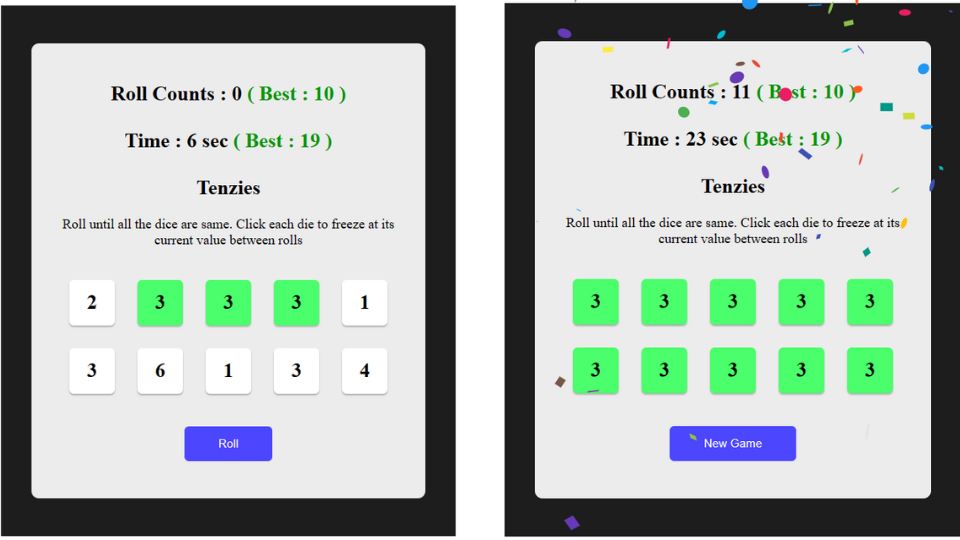 Roll Counts : 0 ( Best : 10 )
Time : 6 sec ( Best : 19 )
Tenzies
Roll until all the dice are same. Click each die to freeze at its
current value between rolls
2 3 3 3 1
3 6 1 3 4
Roll
Roll Counts : 11 ( Best : 10 )
Time : 23 sec ( Best : 19 )
Tenzies
Roll until all the dice are same. Click each die to freeze at its
current value between rolls
3 3 3 3 3
3 3 3 3 3
New Game